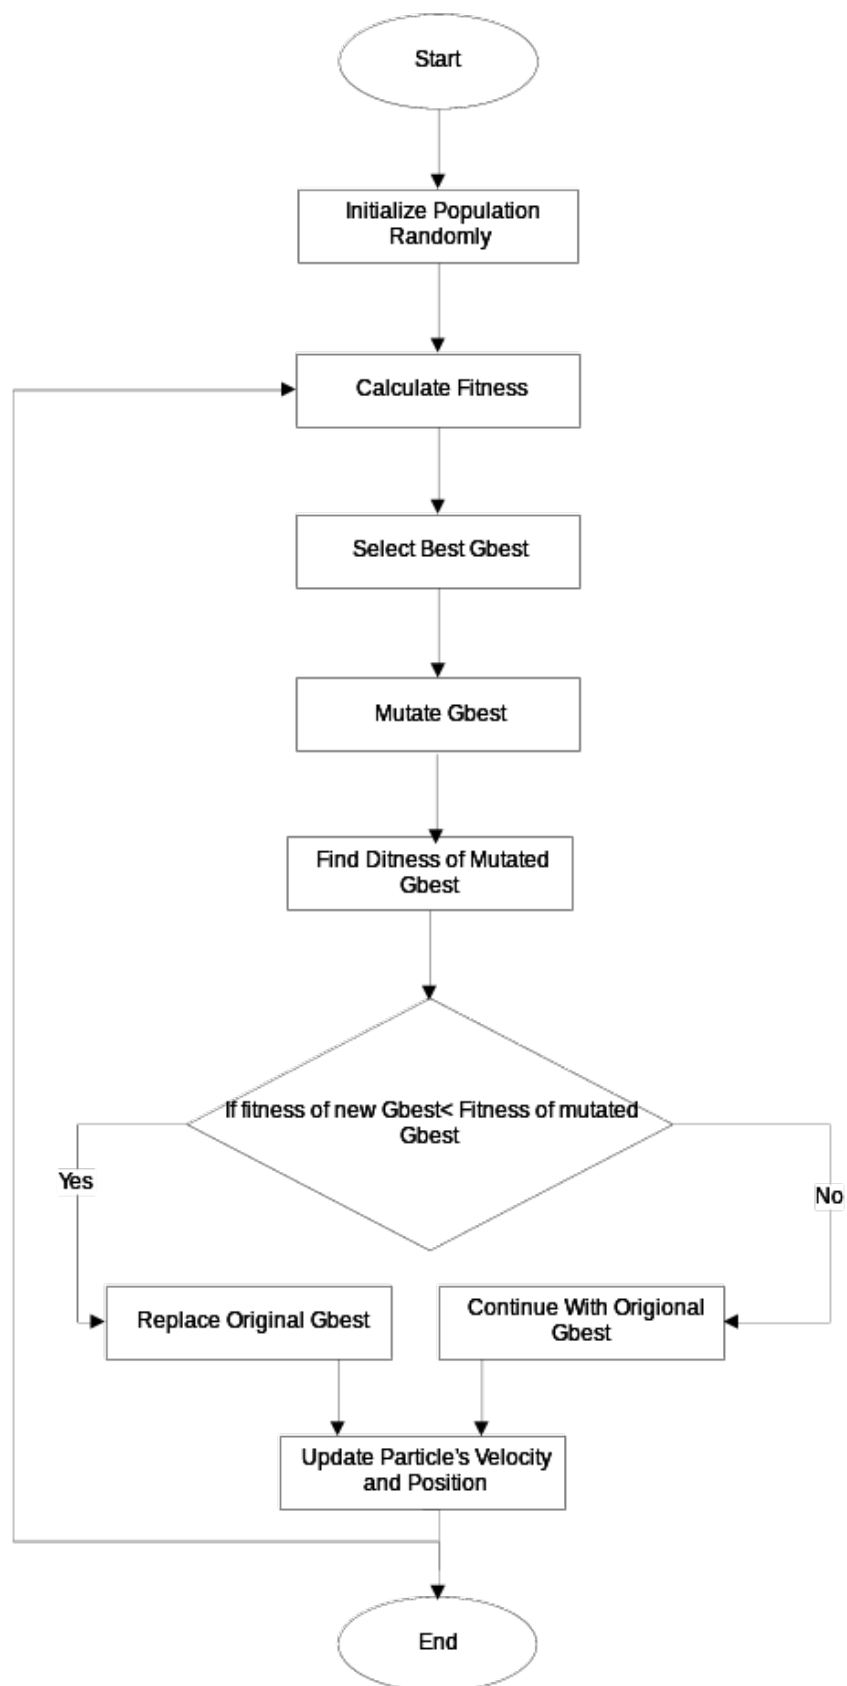 Start
Initialize Population
Randomly
Calculate Fitness
Select Best Gbest
Mutate Gbest
Find Ditness of Mutated
Gbest
If fitness of new Gbest< Fitness of mutated
Gbest
Yes
No
Replace Original Gbest
Continue With Origional
Gbest
Update Particle's Velocity
and Position
End